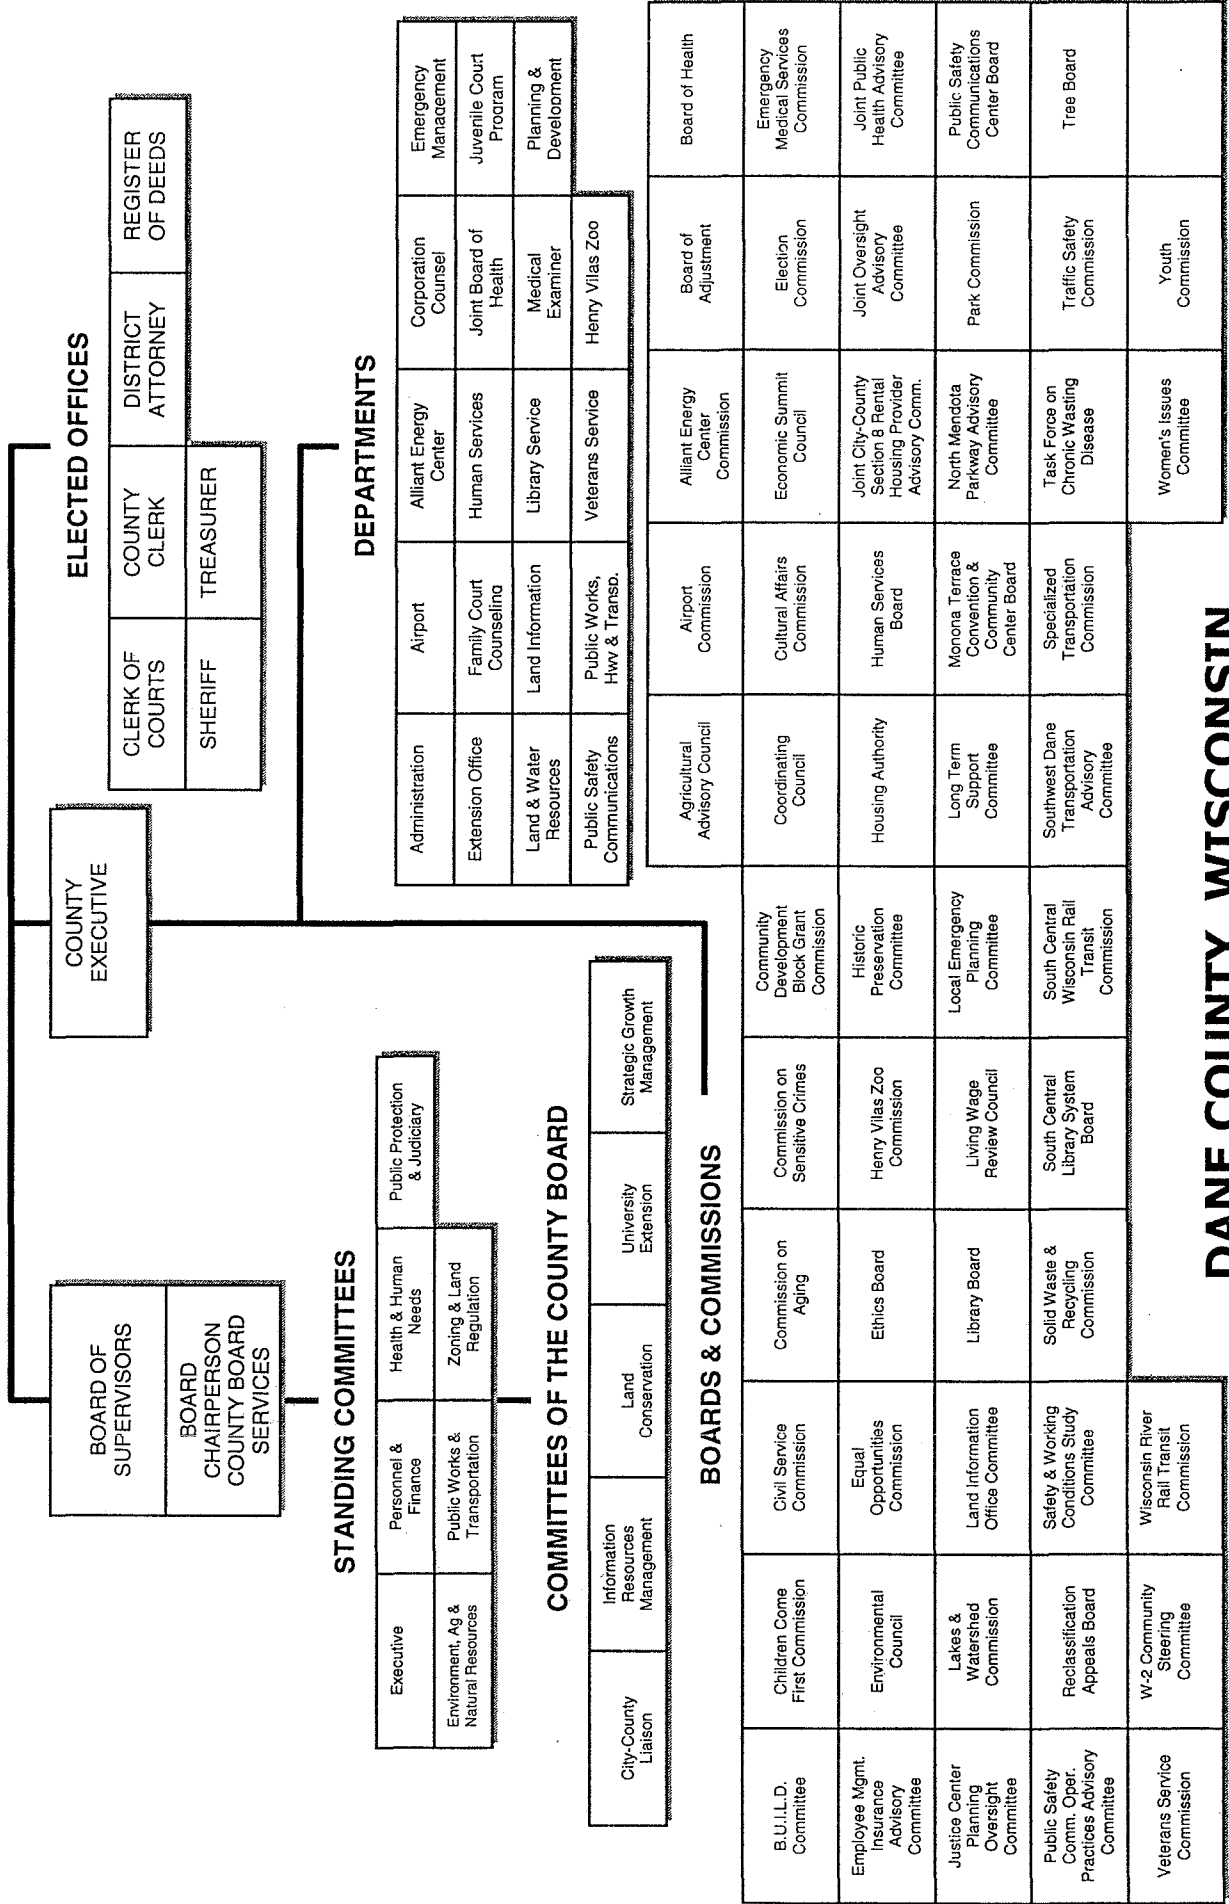 BOARD OF
SUPERVISORS
BOARD
CHAIRPERSON
COUNTY BOARD
SERVICES
COUNTY
EXECUTIVE
ELECTED OFFICES
CLERK OF
COURTS
COUNTY
CLERK
DISTRICT
ATTORNEY
REGISTER
OF DEEDS
SHERIFF
TREASURER
STANDING COMMITTEES
Executive
Personnel &
Finance
Health & Human
Needs
Public Protection
& Judiciary
Environment, Ag &
Natural Resources
Public Works &
Transportation
Zoning & Land
Regulation
DEPARTMENTS
Administration
Airport
Alliant Energy
Center
Corporation
Counsel
Emergency
Management
Extension Office
Family Court
Counseling
Human Services
Joint Board of
Health
Juvenile Court
Program
Land & Water
Resources
Land Information
Library Service
Medical
Examiner
Planning &
Development
Public Safety
Communications
Public Works,
Hwy & Transp.
Veterans Service
Henry Vilas Zoo
COMMITTEES OF THE COUNTY BOARD
City-County
Liaison
Information
Resources
Management
Land
Conservation
University
Extension
Strategic Growth
Management
BOARDS & COMMISSIONS
Agricultural
Advisory Council
Airport
Commission
Alliant Energy
Center
Commission
Board of
Adjustment
Board of Health
B.U.I.L.D.
Committee
Children Come
First Commission
Civil Service
Commission
Commission on
Aging
Commission on
Sensitive Crimes
Community
Development
Block Grant
Commission
Coordinating
Council
Cultural Affairs
Commission
Economic Summit
Council
Election
Commission
Emergency
Medical Services
Commission
Employee Mgmt.
Insurance
Advisory
Committee
Environmental
Council
Equal
Opportunities
Commission
Ethics Board
Henry Vilas Zoo
Commission
Historic
Preservation
Committee
Housing Authority
Human Services
Board
Joint City-County
Section 8 Rental
Housing Provider
Advisory Comm.
Joint Oversight
Advisory
Committee
Joint Public
Health Advisory
Committee
Justice Center
Planning
Oversight
Committee
Lakes &
Watershed
Commission
Land Information
Office Committee
Library Board
Living Wage
Review Council
Local Emergency
Planning
Committee
Long Term
Support
Committee
Monona Terrace
Convention &
Community
Center Board
North Mendota
Parkway Advisory
Committee
Park Commission
Public Safety
Communications
Center Board
Public Safety
Comm. Oper.
Practices Advisory
Committee
Reclassification
Appeals Board
Safety & Working
Conditions Study
Committee
Solid Waste &
Recycling
Commission
South Central
Library System
Board
South Central
Wisconsin Rail
Transit
Commission
Southwest Dane
Transportation
Advisory
Committee
Specialized
Transportation
Commission
Task Force on
Chronic Wasting
Disease
Traffic Safety
Commission
Tree Board
Veterans Service
Commission
W-2 Community
Steering
Committee
Wisconsin River
Rail Transit
Commission
Women's Issues
Committee
Youth
Commission
DANE COUNTY, WISCONSIN